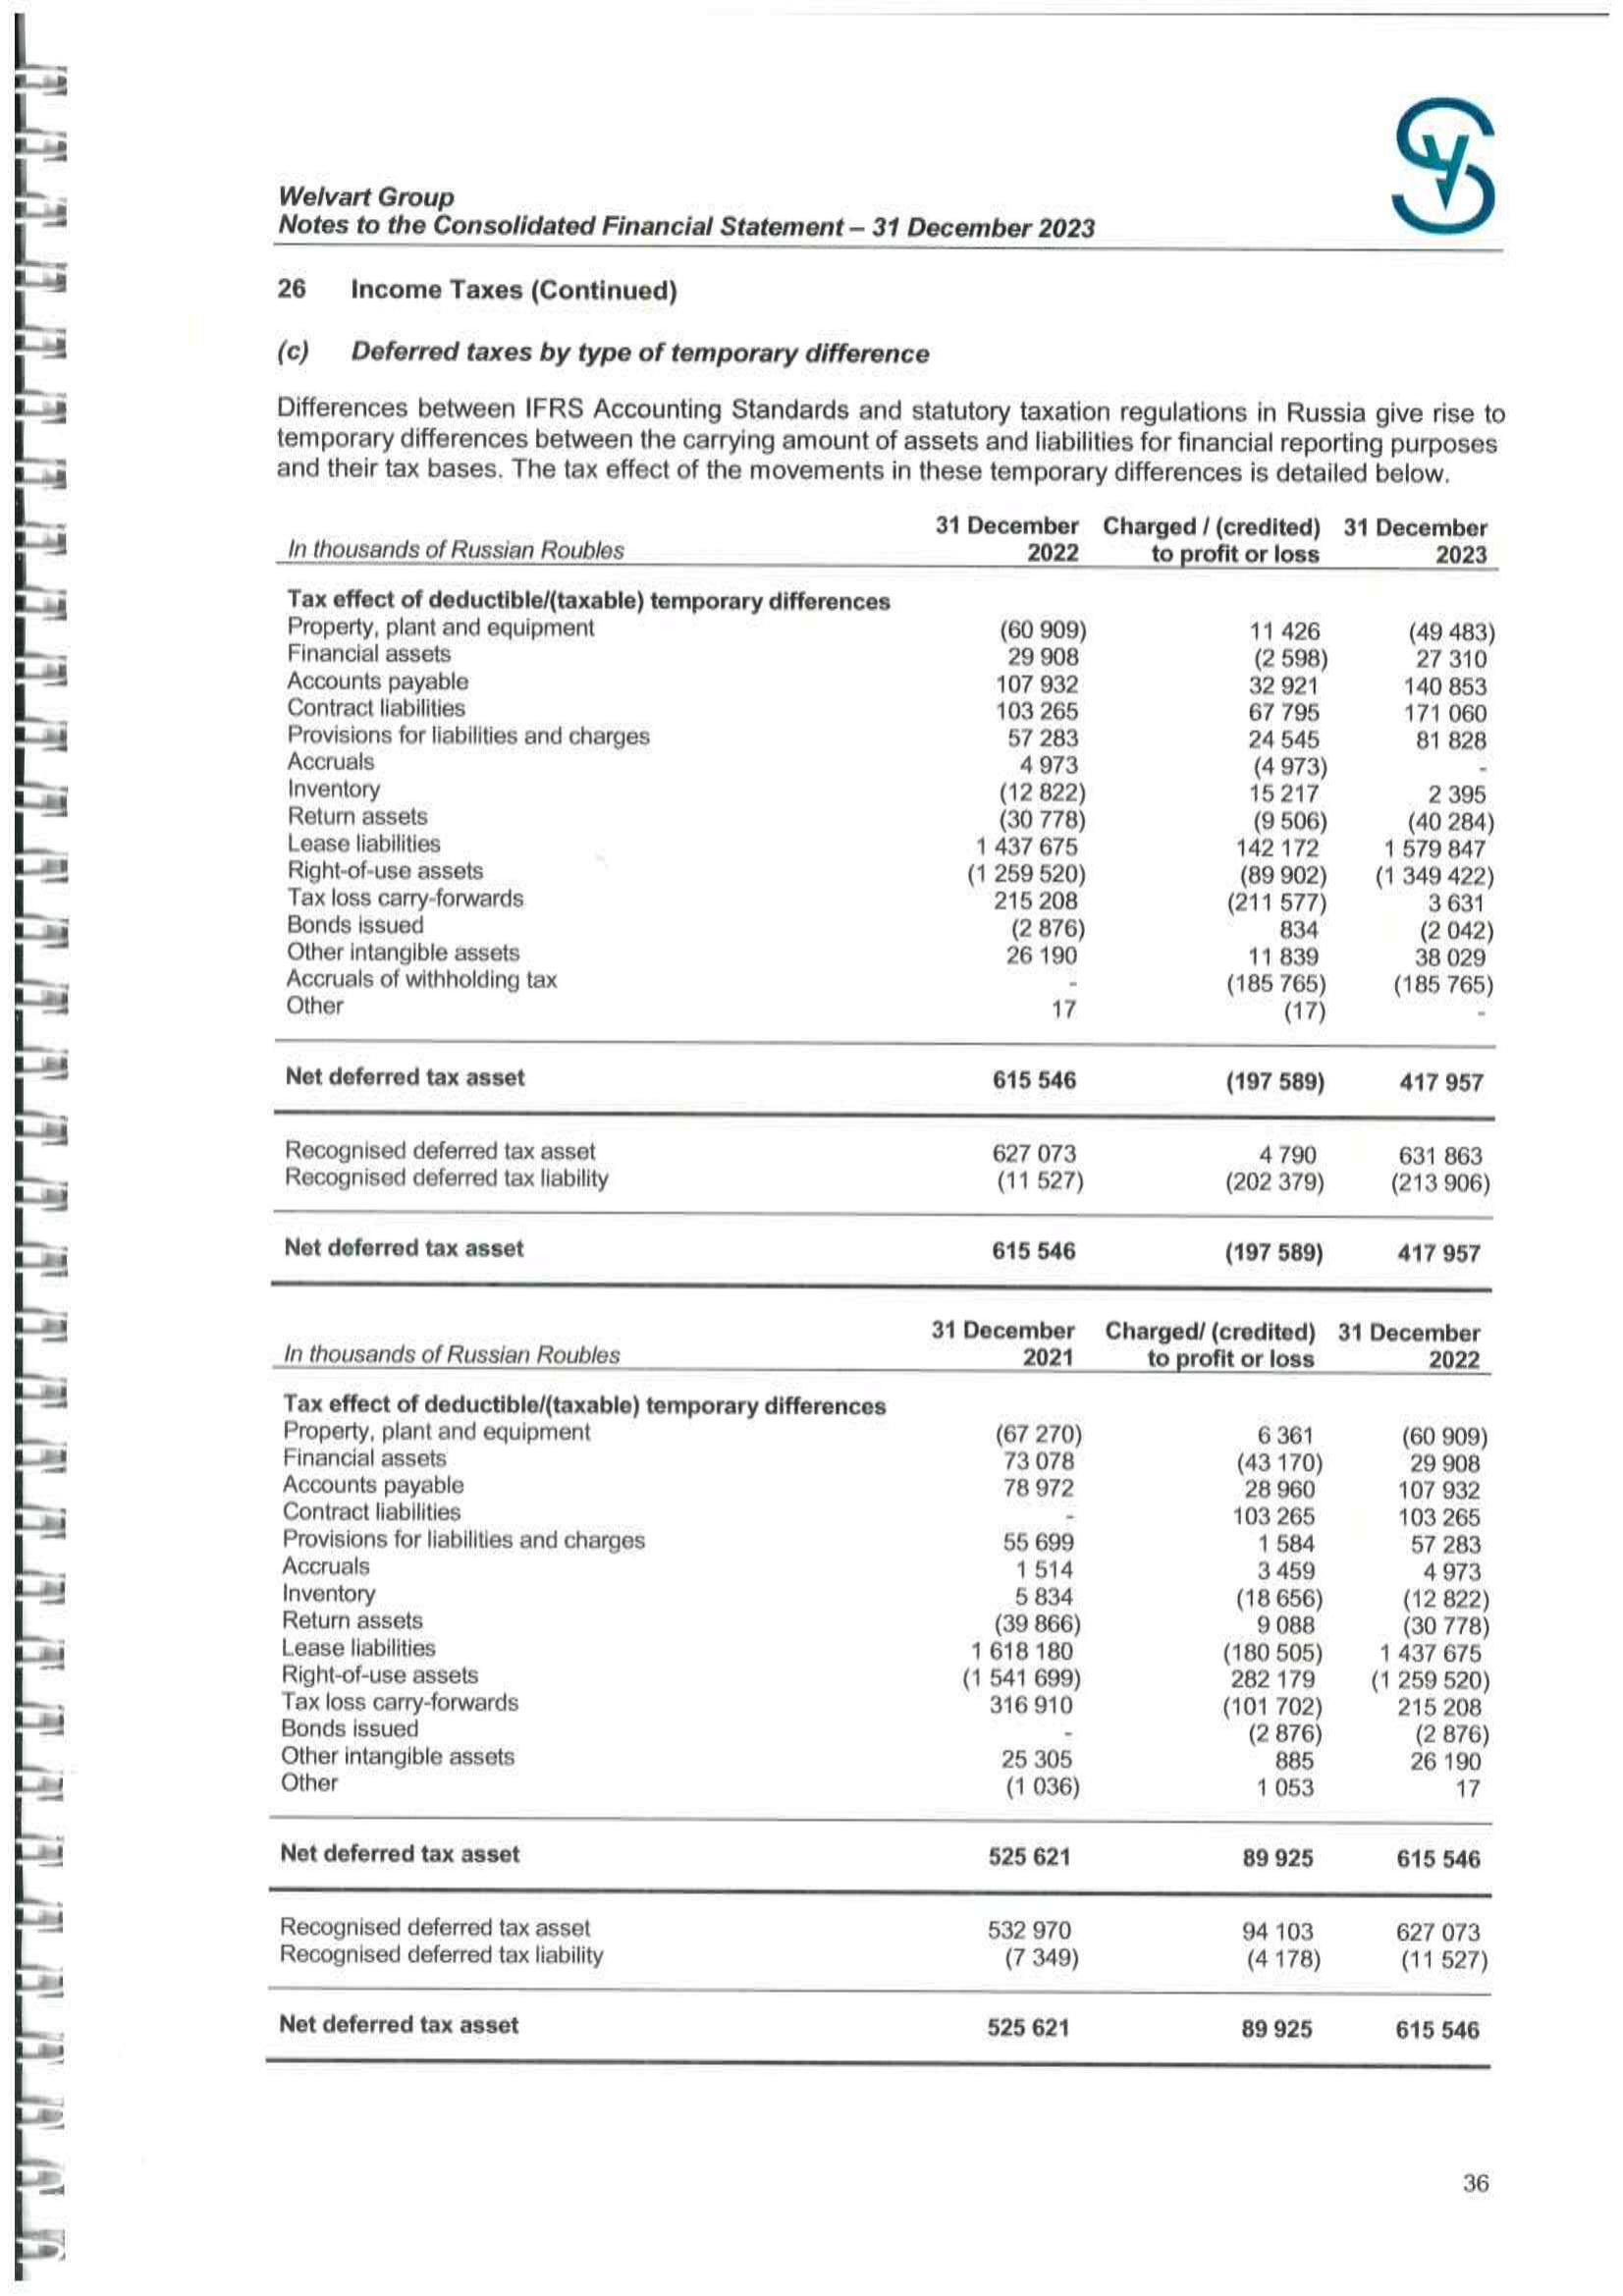 Welvart Group
Notes to the Consolidated Financial Statement – 31 December 2023
26 Income Taxes (Continued)
(c) Deferred taxes by type of temporary difference
Differences between IFRS Accounting Standards and statutory taxation regulations in Russia give rise to
temporary differences between the carrying amount of assets and liabilities for financial reporting purposes
and their tax bases. The tax effect of the movements in these temporary differences is detailed below.
31 December Charged / (credited) 31 December
In thousands of Russian Roubles 2022 to profit or loss 2023
Tax effect of deductible/(taxable) temporary differences
Property, plant and equipment (60 909) 11 426 (49 483)
Financial assets 29 908 (2 598) 27 310
Accounts payable 107 932 32 921 140 853
Contract liabilities 103 265 67 795 171 060
Provisions for liabilities and charges 57 283 24 545 81 828
Accruals 4 973 (4 973) -
Inventory (12 822) 15 217 2 395
Return assets (30 778) (9 506) (40 284)
Lease liabilities 1 437 675 142 172 1 579 847
Right-of-use assets (1 259 520) (89 902) (1 349 422)
Tax loss carry-forwards 215 208 (211 577) 3 631
Bonds issued (2 876) 834 (2 042)
Other intangible assets 26 190 11 839 38 029
Accruals of withholding tax - (185 765) (185 765)
Other 17 (17) -
Net deferred tax asset 615 546 (197 589) 417 957
Recognised deferred tax asset 627 073 4 790 631 863
Recognised deferred tax liability (11 527) (202 379) (213 906)
Net deferred tax asset 615 546 (197 589) 417 957
31 December Charged/ (credited) 31 December
In thousands of Russian Roubles 2021 to profit or loss 2022
Tax effect of deductible/(taxable) temporary differences
Property, plant and equipment (67 270) 6 361 (60 909)
Financial assets 73 078 (43 170) 29 908
Accounts payable 78 972 28 960 107 932
Contract liabilities - 103 265 103 265
Provisions for liabilities and charges 55 699 1 584 57 283
Accruals 1 514 3 459 4 973
Inventory 5 834 (18 656) (12 822)
Return assets (39 866) 9 088 (30 778)
Lease liabilities 1 618 180 (180 505) 1 437 675
Right-of-use assets (1 541 699) 282 179 (1 259 520)
Tax loss carry-forwards 316 910 (101 702) 215 208
Bonds issued - (2 876) (2 876)
Other intangible assets 25 305 885 26 190
Other (1 036) 1 053 17
Net deferred tax asset 525 621 89 925 615 546
Recognised deferred tax asset 532 970 94 103 627 073
Recognised deferred tax liability (7 349) (4 178) (11 527)
Net deferred tax asset 525 621 89 925 615 546
36